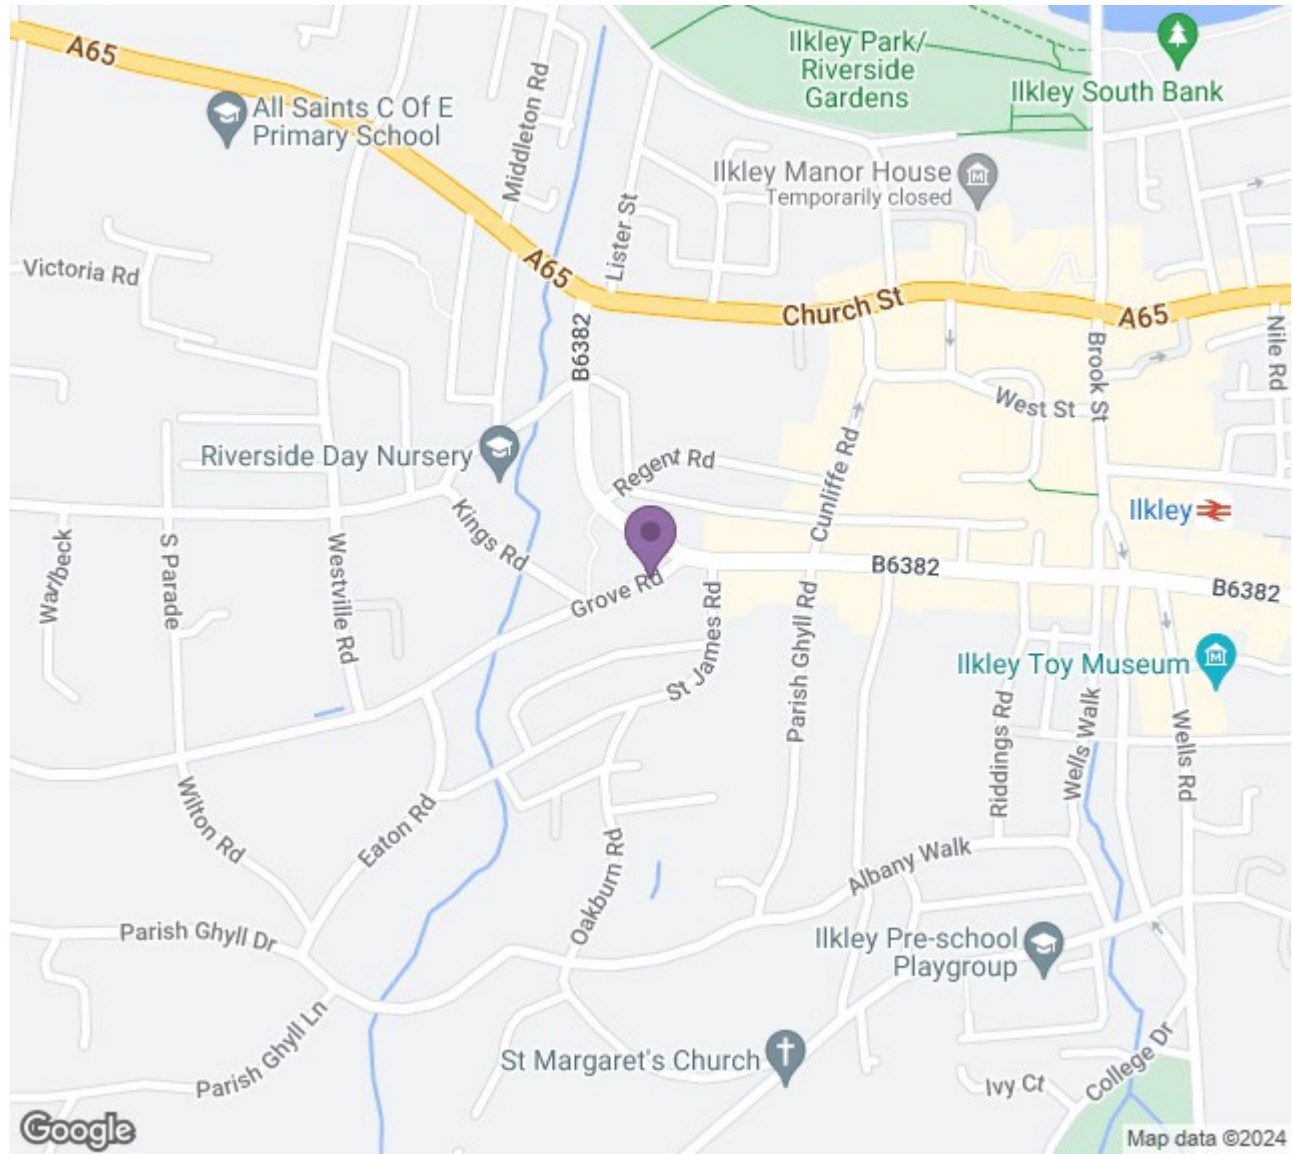 A65
All Saints C Of E
Primary School
Middleton Rd
Ilkley Park/
Riverside
Gardens
Ilkley South Bank
Ilkley Manor House
Temporarily closed
Lister St
Victoria Rd
A65
Church St
A65
B6382
Brook St
Nile Rd
West St
Riverside Day Nursery
Regent Rd
Cunliffe Rd
Ilkley
Kings Rd
Warlbeck
S Parade
Westville Rd
Grove Rd
B6382
B6382
St James Rd
Parish Ghyll Rd
Ilkley Toy Museum
Riddings Rd
Wells Walk
Wells Rd
Wilton Rd
Eaton Rd
Oakburn Rd
Albany Walk
Parish Ghyll Dr
Ilkley Pre-school
Playgroup
Parish Ghyll Ln
St Margaret's Church
Ivy Ct
College Dr
Google
Map data ©2024